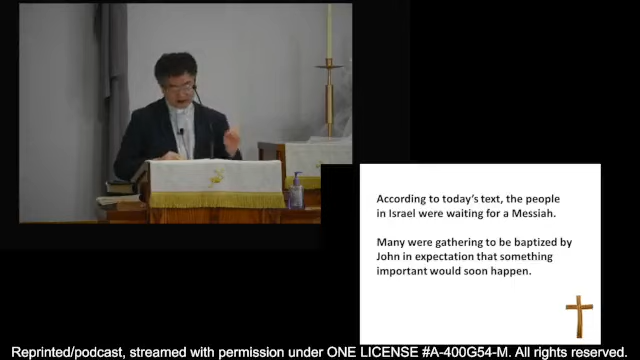 According to today's text, the people
in Israel were waiting for a Messiah.
Many were gathering to be baptized by
John in expectation that something
important would soon happen.
Reprinted/podcast, streamed with permission under ONE LICENSE #A-400G54-M. All rights reserved.